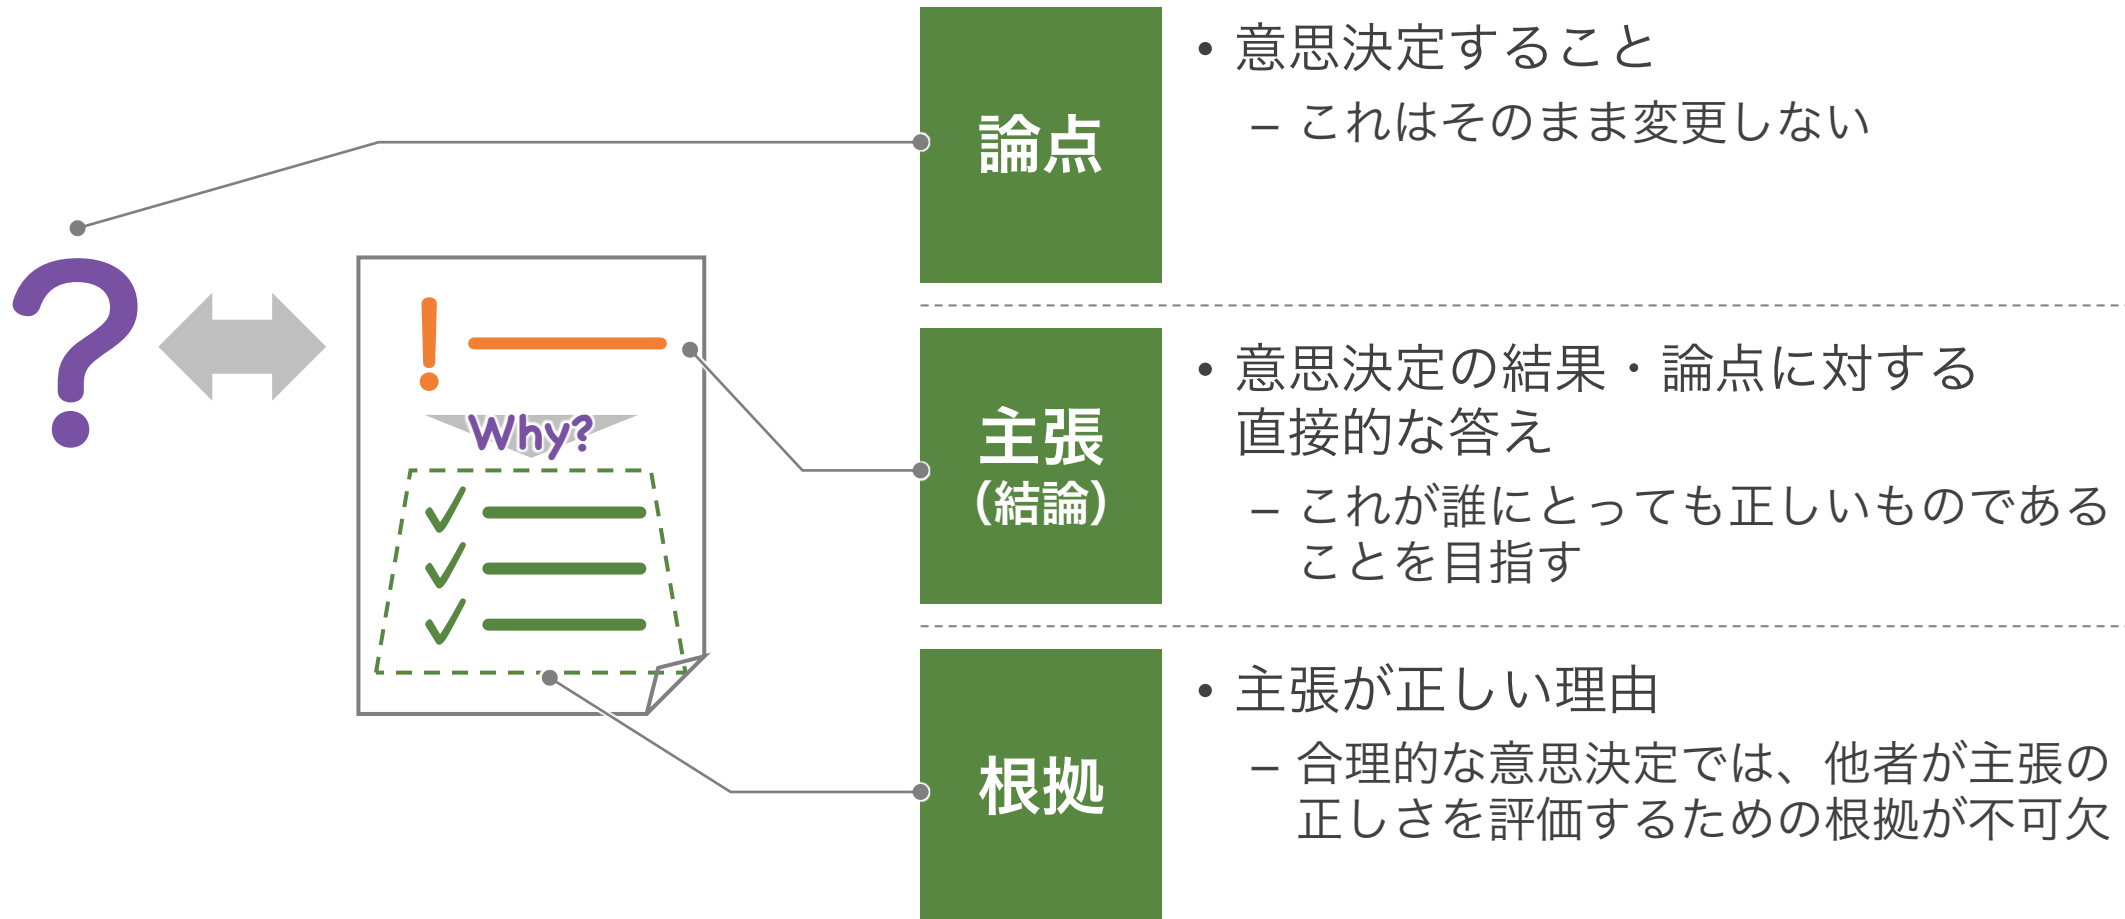 論点
• 意思決定すること
– これはそのまま変更しない
主張
(結論)
• 意思決定の結果・論点に対する
直接的な答え
– これが誰にとっても正しいものである
ことを目指す
根拠
• 主張が正しい理由
– 合理的な意思決定では、他者が主張の
正しさを評価するための根拠が不可欠
?
!
Why?